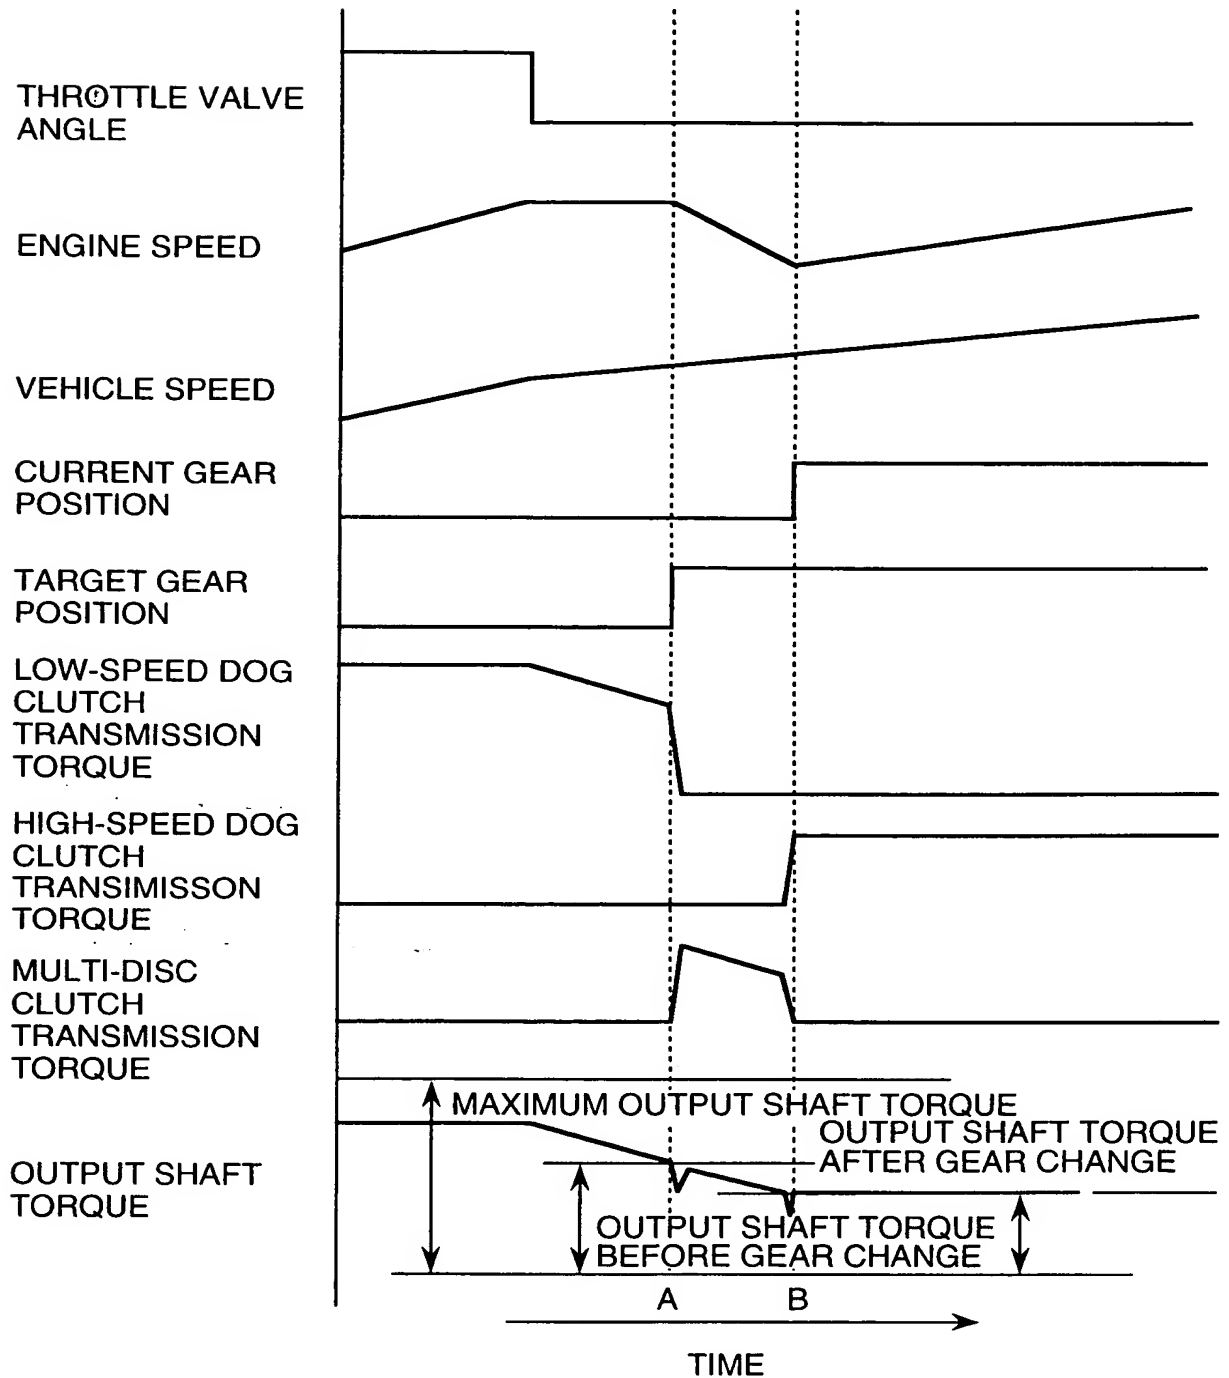 THROTTLE VALVE
ANGLE
ENGINE SPEED
VEHICLE SPEED
CURRENT GEAR
POSITION
TARGET GEAR
POSITION
LOW-SPEED DOG
CLUTCH
TRANSMISSION
TORQUE
HIGH-SPEED DOG
CLUTCH
TRANSIMISSON
TORQUE
MULTI-DISC
CLUTCH
TRANSMISSION
TORQUE
MAXIMUM OUTPUT SHAFT TORQUE
OUTPUT SHAFT TORQUE
AFTER GEAR CHANGE
OUTPUT SHAFT
TORQUE
OUTPUT SHAFT TORQUE
BEFORE GEAR CHANGE
A B
TIME